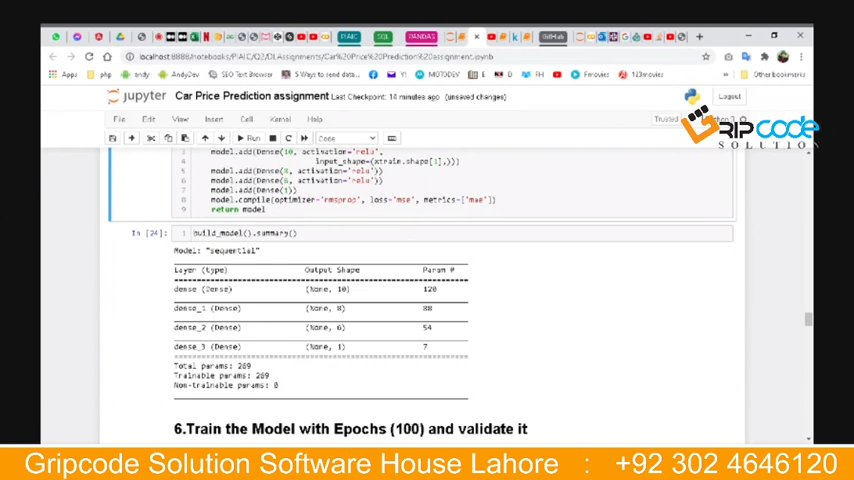 PIAIC
SQL
PANDAS
GitHub
localhost:8888/notebooks/PIAIC/Q2/DLAssignments/Car%20Price%20Prediction%20assignment.ipynb
Apps
php
andy
AndyDev
SEO Text Browser
5 Ways to send data...
Y!
MOTODEV
D
FH
Fmovies
123movies
Other bookmarks
jupyter
Car Price Prediction assignment Last Checkpoint: 14 minutes ago (unsaved changes)
Logout
File
Edit
View
Insert
Cell
Kernel
Help
Trusted
GRIPCODE
SOLUTION
Run
Code
3 model.add(Dense(10, activation='relu',
4 input_shape=(xtrain.shape[1],)))
5 model.add(Dense(8, activation='relu'))
6 model.add(Dense(6, activation='relu'))
7 model.add(Dense(1))
8 model.compile(optimizer='rmsprop', loss='mse', metrics=['mae'])
9 return model
In [24]: 1 build_model().summary()
Model: "sequential"
Layer (type) Output Shape Param #
dense (Dense) (None, 10) 120
dense_1 (Dense) (None, 8) 88
dense_2 (Dense) (None, 6) 54
dense_3 (Dense) (None, 1) 7
Total params: 269
Trainable params: 269
Non-trainable params: 0
6.Train the Model with Epochs (100) and validate it
Gripcode Solution Software House Lahore : +92 302 4646120